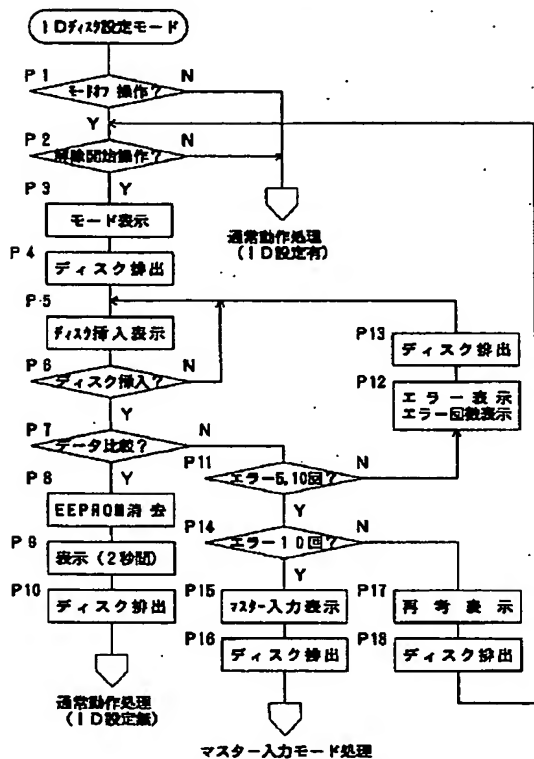 IDディスク設定モード
P1
モードオフ 操作?
N
Y
P2
解除開始操作?
N
Y
P3
モード表示
通常動作処理
(ID設定有)
P4
ディスク排出
P5
ディスク挿入表示
P6
ディスク挿入?
N
Y
P13
ディスク排出
P12
エラー表示
エラー回数表示
P7
データ比較?
N
Y
P11
エラー5,10回?
N
Y
P8
EEPROM消去
P14
エラー10回?
N
Y
P9
表示(2秒間)
P15
マスター入力表示
P17
再考表示
P10
ディスク排出
P16
ディスク排出
P18
ディスク排出
通常動作処理
(ID設定無)
マスター入力モード処理